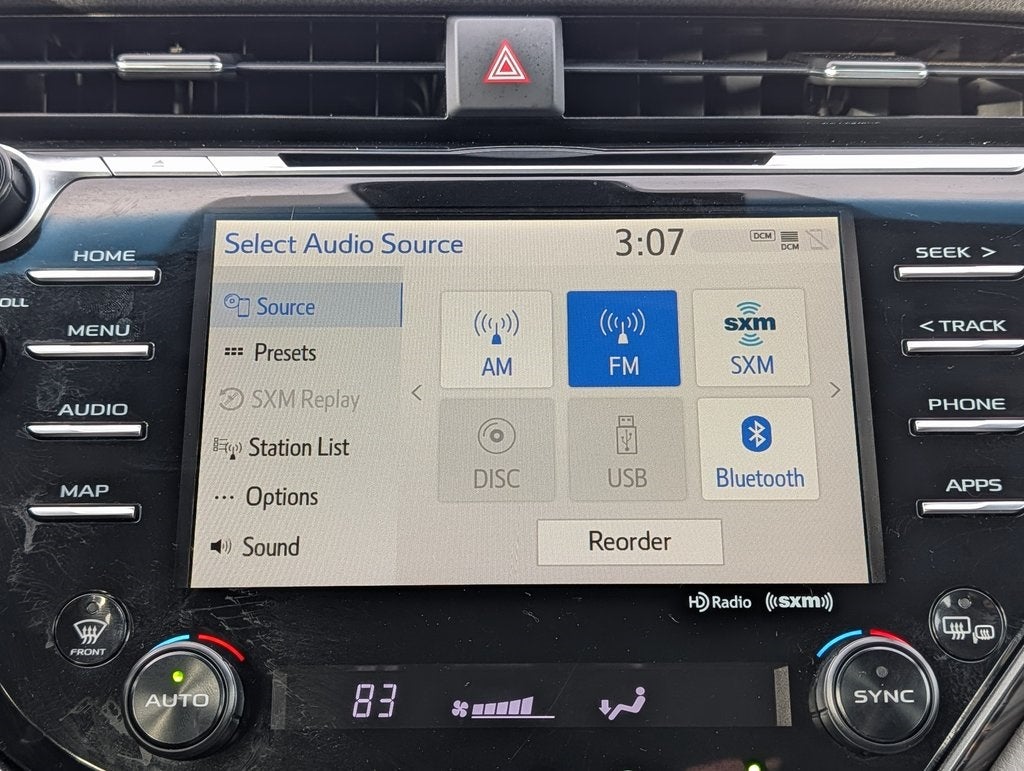 HOME
OLL
MENU
AUDIO
MAP
Select Audio Source
3:07
DCM
DCM
Source
Presets
SXM Replay
Station List
Options
Sound
AM
FM
sxm
SXM
DISC
USB
Bluetooth
< >
Reorder
SEEK >
< TRACK
PHONE
APPS
HD Radio ((sxm))
FRONT
AUTO
83
SYNC